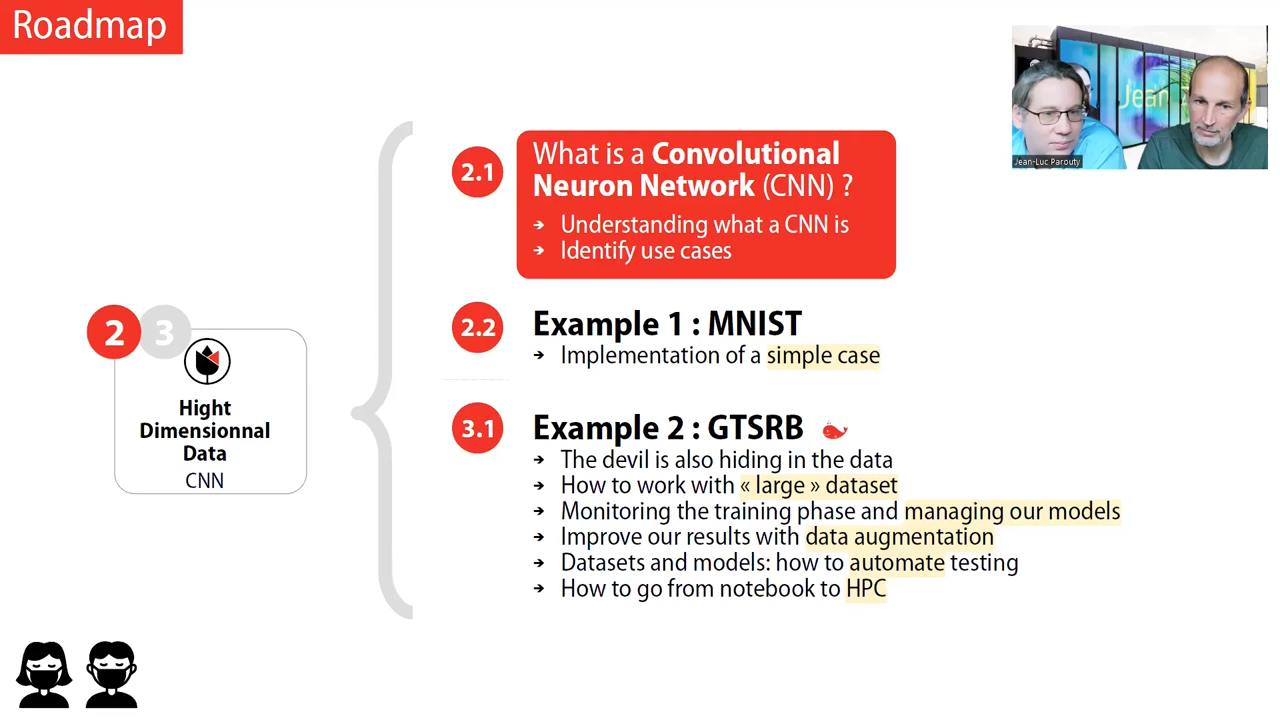 Roadmap
Jean
Jean-Luc Parouty
2.1
What is a Convolutional
Neuron Network (CNN) ?
➔ Understanding what a CNN is
➔ Identify use cases
2.2
Example 1 : MNIST
➔ Implementation of a simple case
2
3
Hight
Dimensionnal
Data
CNN
3.1
Example 2 : GTSRB
➔ The devil is also hiding in the data
➔ How to work with « large » dataset
➔ Monitoring the training phase and managing our models
➔ Improve our results with data augmentation
➔ Datasets and models: how to automate testing
➔ How to go from notebook to HPC